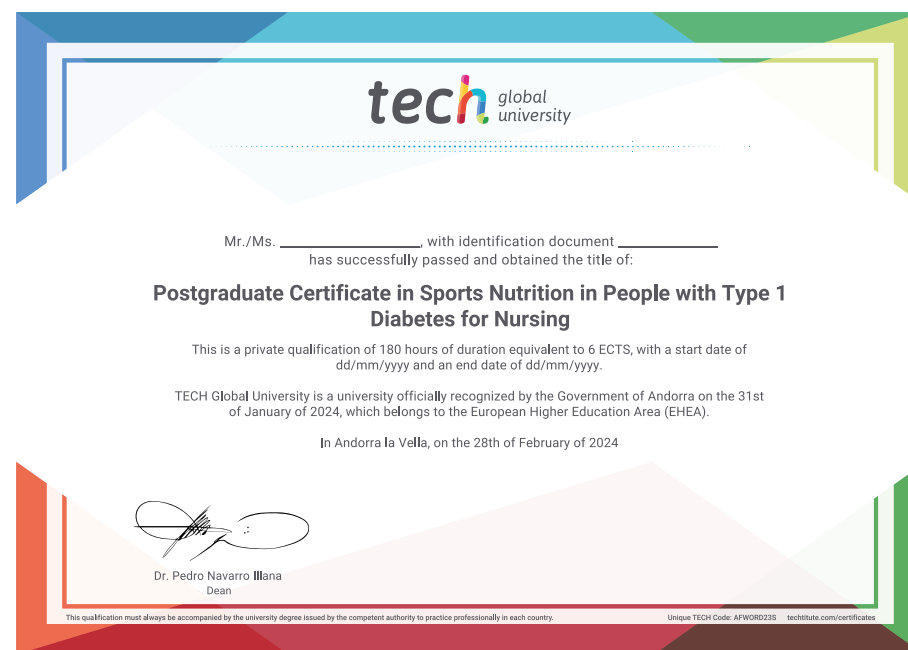 tech global university
Mr./Ms. ____________________, with identification document ______________
has successfully passed and obtained the title of:
Postgraduate Certificate in Sports Nutrition in People with Type 1
Diabetes for Nursing
This is a private qualification of 180 hours of duration equivalent to 6 ECTS, with a start date of
dd/mm/yyyy and an end date of dd/mm/yyyy.
TECH Global University is a university officially recognized by the Government of Andorra on the 31st
of January of 2024, which belongs to the European Higher Education Area (EHEA).
In Andorra la Vella, on the 28th of February of 2024
Dr. Pedro Navarro Illana
Dean
This qualification must always be accompanied by the university degree issued by the competent authority to practice professionally in each country. Unique TECH Code: AFWORD23S techtitute.com/certificates